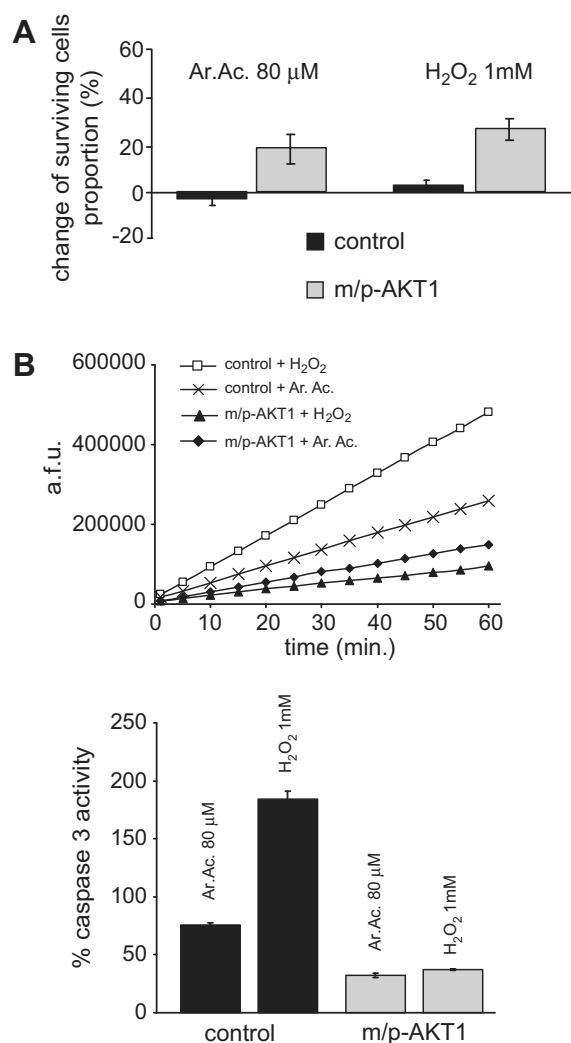 A
change of surviving cells
proportion (%)
60
40
20
0
-20
Ar.Ac. 80 μM
H₂O₂ 1mM
control
m/p-AKT1
B
600000
400000
200000
0
a.f.u.
control + H₂O₂
control + Ar. Ac.
m/p-AKT1 + H₂O₂
m/p-AKT1 + Ar. Ac.
0 10 20 30 40 50 60
time (min.)
% caspase 3 activity
250
200
150
100
50
0
Ar.Ac. 80 μM
H₂O₂ 1mM
Ar.Ac. 80 μM
H₂O₂ 1mM
control
m/p-AKT1